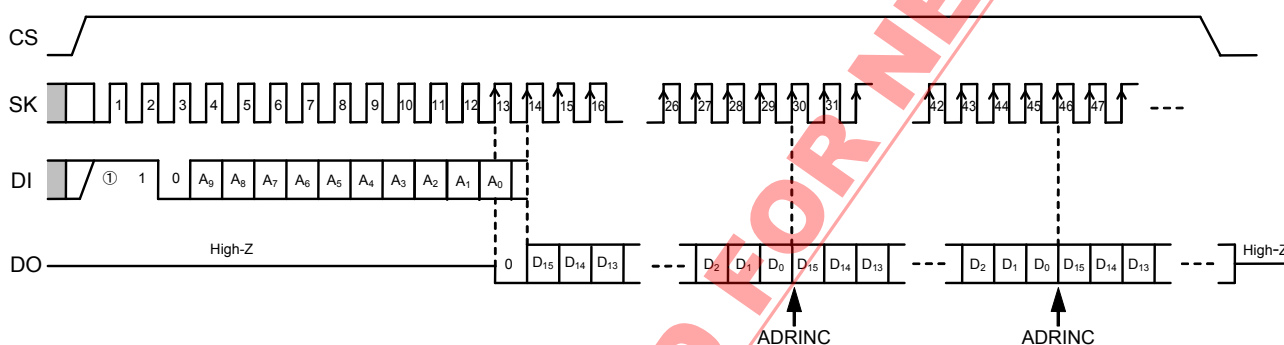 CS
SK 1 2 3 4 5 6 7 8 9 10 11 12 13 14 15 16 26 27 28 29 30 31 42 43 44 45 46 47
DI ① 1 0 A₉ A₈ A₇ A₆ A₅ A₄ A₃ A₂ A₁ A₀
High-Z
DO 0 D₁₅ D₁₄ D₁₃ D₂ D₁ D₀ D₁₅ D₁₄ D₁₃ D₂ D₁ D₀ D₁₅ D₁₄ D₁₃ High-Z
ADRINC ADRINC
FOR NE